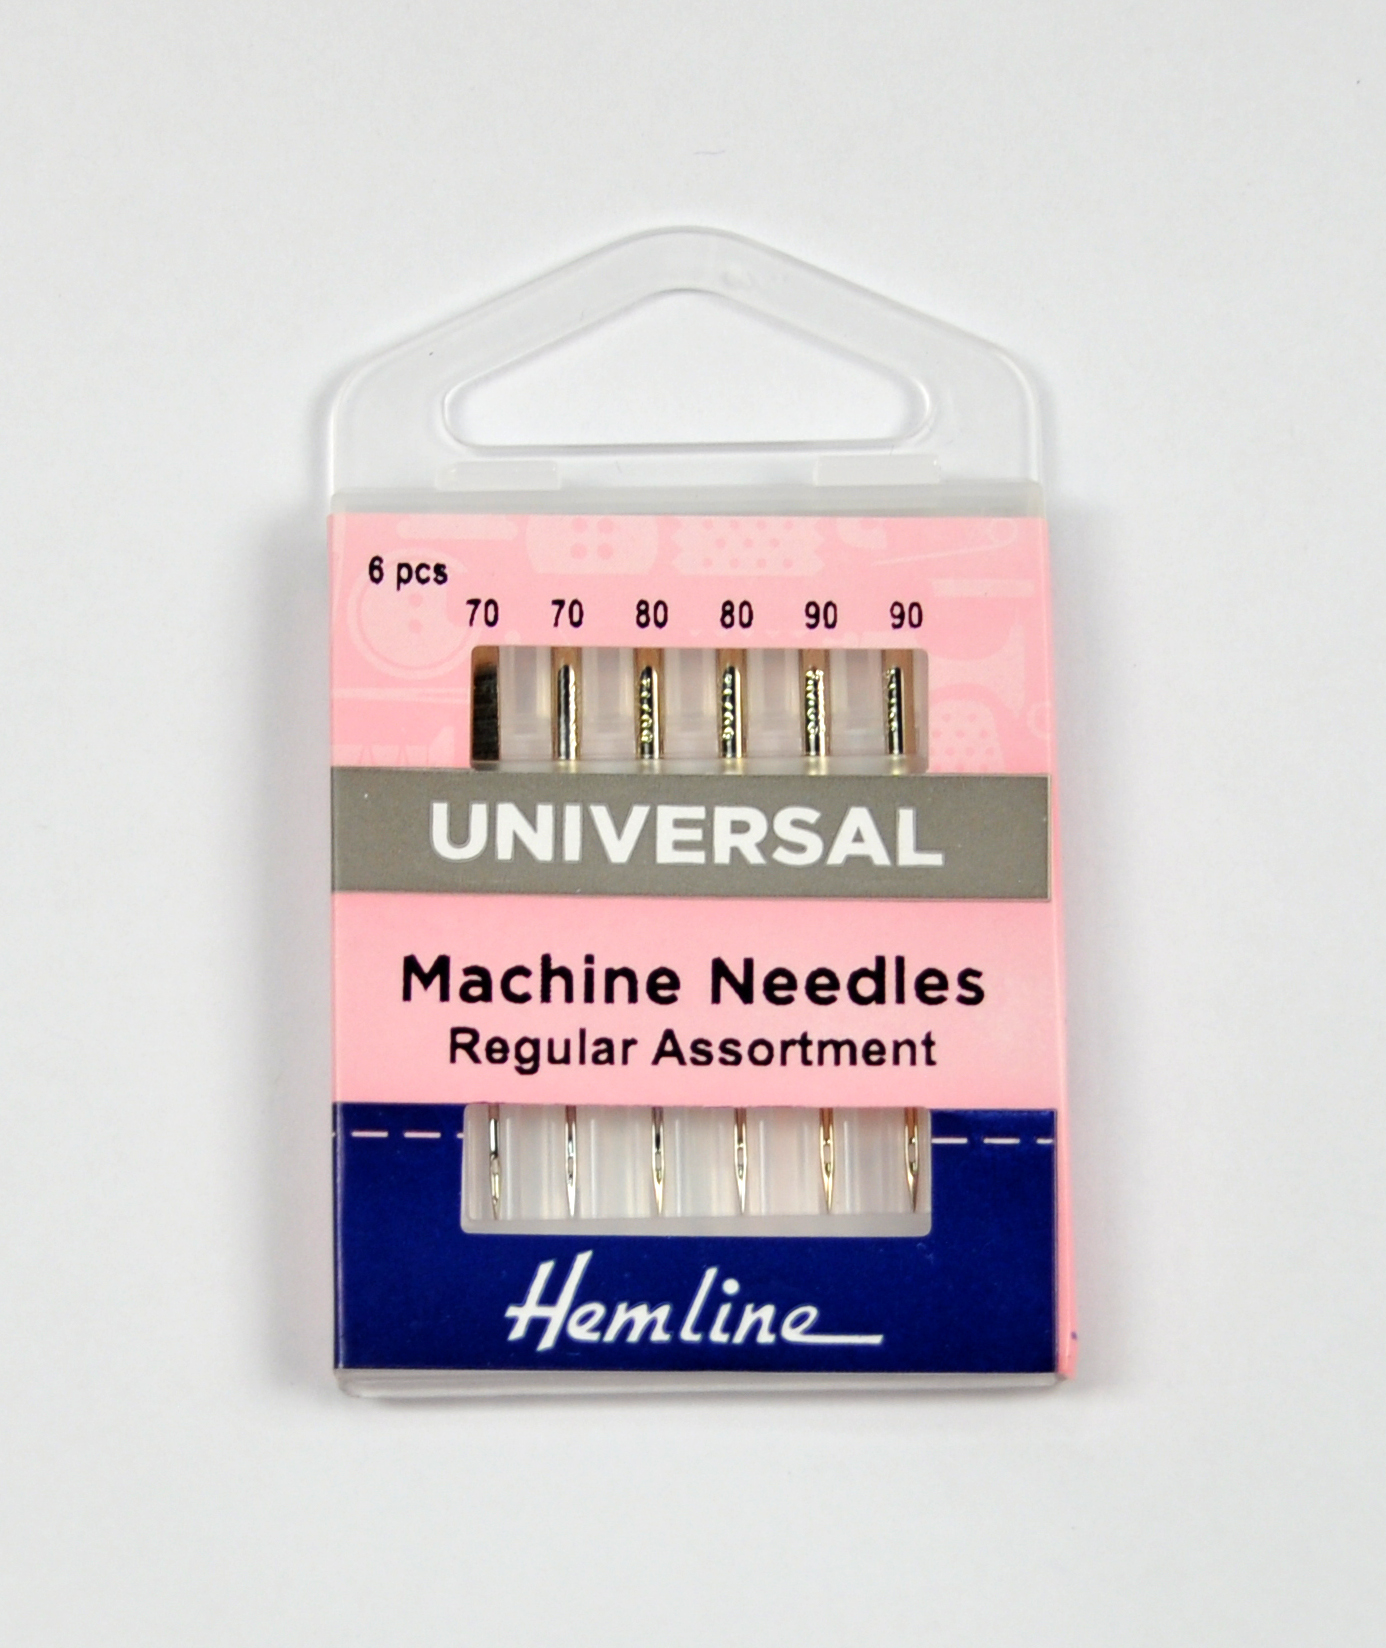 6 pcs
70 70 80 80 90 90
UNIVERSAL
Machine Needles
Regular Assortment
Hemline